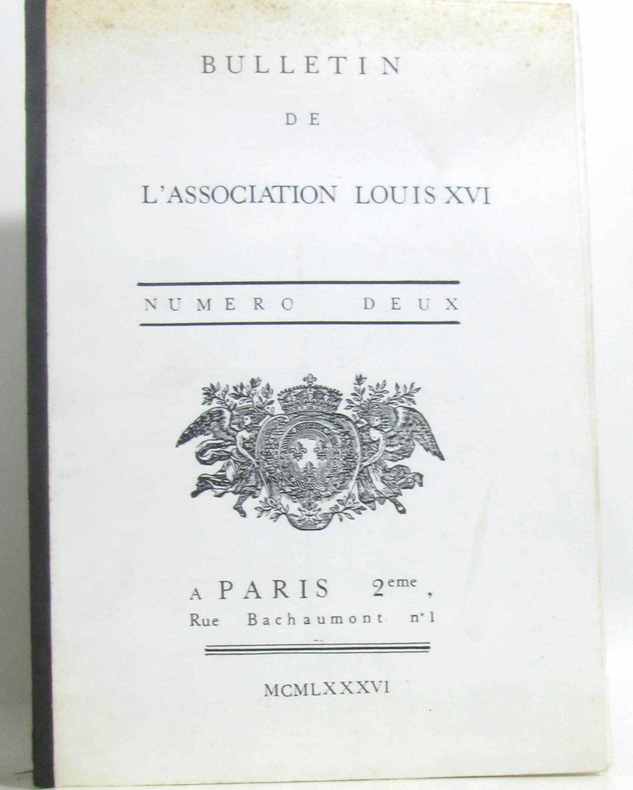 BULLETIN
DE
L'ASSOCIATION LOUIS XVI
NUMERO DEUX
A PARIS 2eme,
Rue Bachaumont n°1
MCMLXXXVI